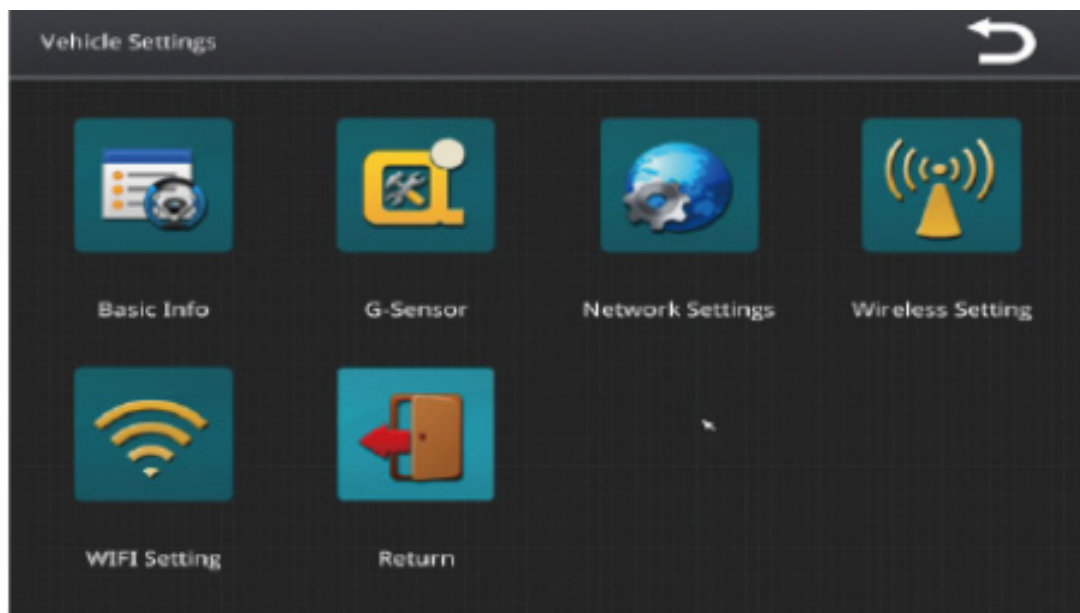 Vehicle Settings
Basic Info
G-Sensor
Network Settings
Wireless Setting
WIFI Setting
Return